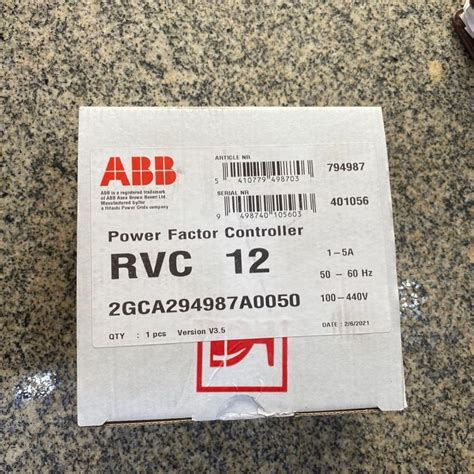 ABB
ABB is a registered trademark
of ABB Asea Brown Boveri Ltd.
Manufactured by/for
a Hitachi Power Grids company
ARTICLE NR
5 410779 498703
794987
SERIAL NR
9 498740 105603
401056
Power Factor Controller
RVC 12
1-5A
50 - 60 Hz
2GCA294987A0050
100-440V
QTY : 1 pcs Version V3.5
DATE : 2/6/2021